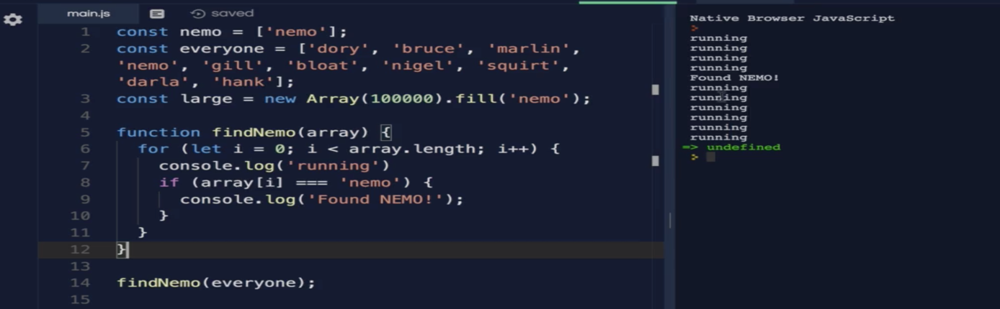 main.js saved
1 const nemo = ['nemo'];
2 const everyone = ['dory', 'bruce', 'marlin',
'nemo', 'gill', 'bloat', 'nigel', 'squirt',
'darla', 'hank'];
3 const large = new Array(100000).fill('nemo');
4
5 function findNemo(array) {
6 for (let i = 0; i < array.length; i++) {
7 console.log('running')
8 if (array[i] === 'nemo') {
9 console.log('Found NEMO!');
10 }
11 }
12 }
13
14 findNemo(everyone);
15
Native Browser JavaScript
>
running
running
running
running
Found NEMO!
running
running
running
running
running
running
=> undefined
>